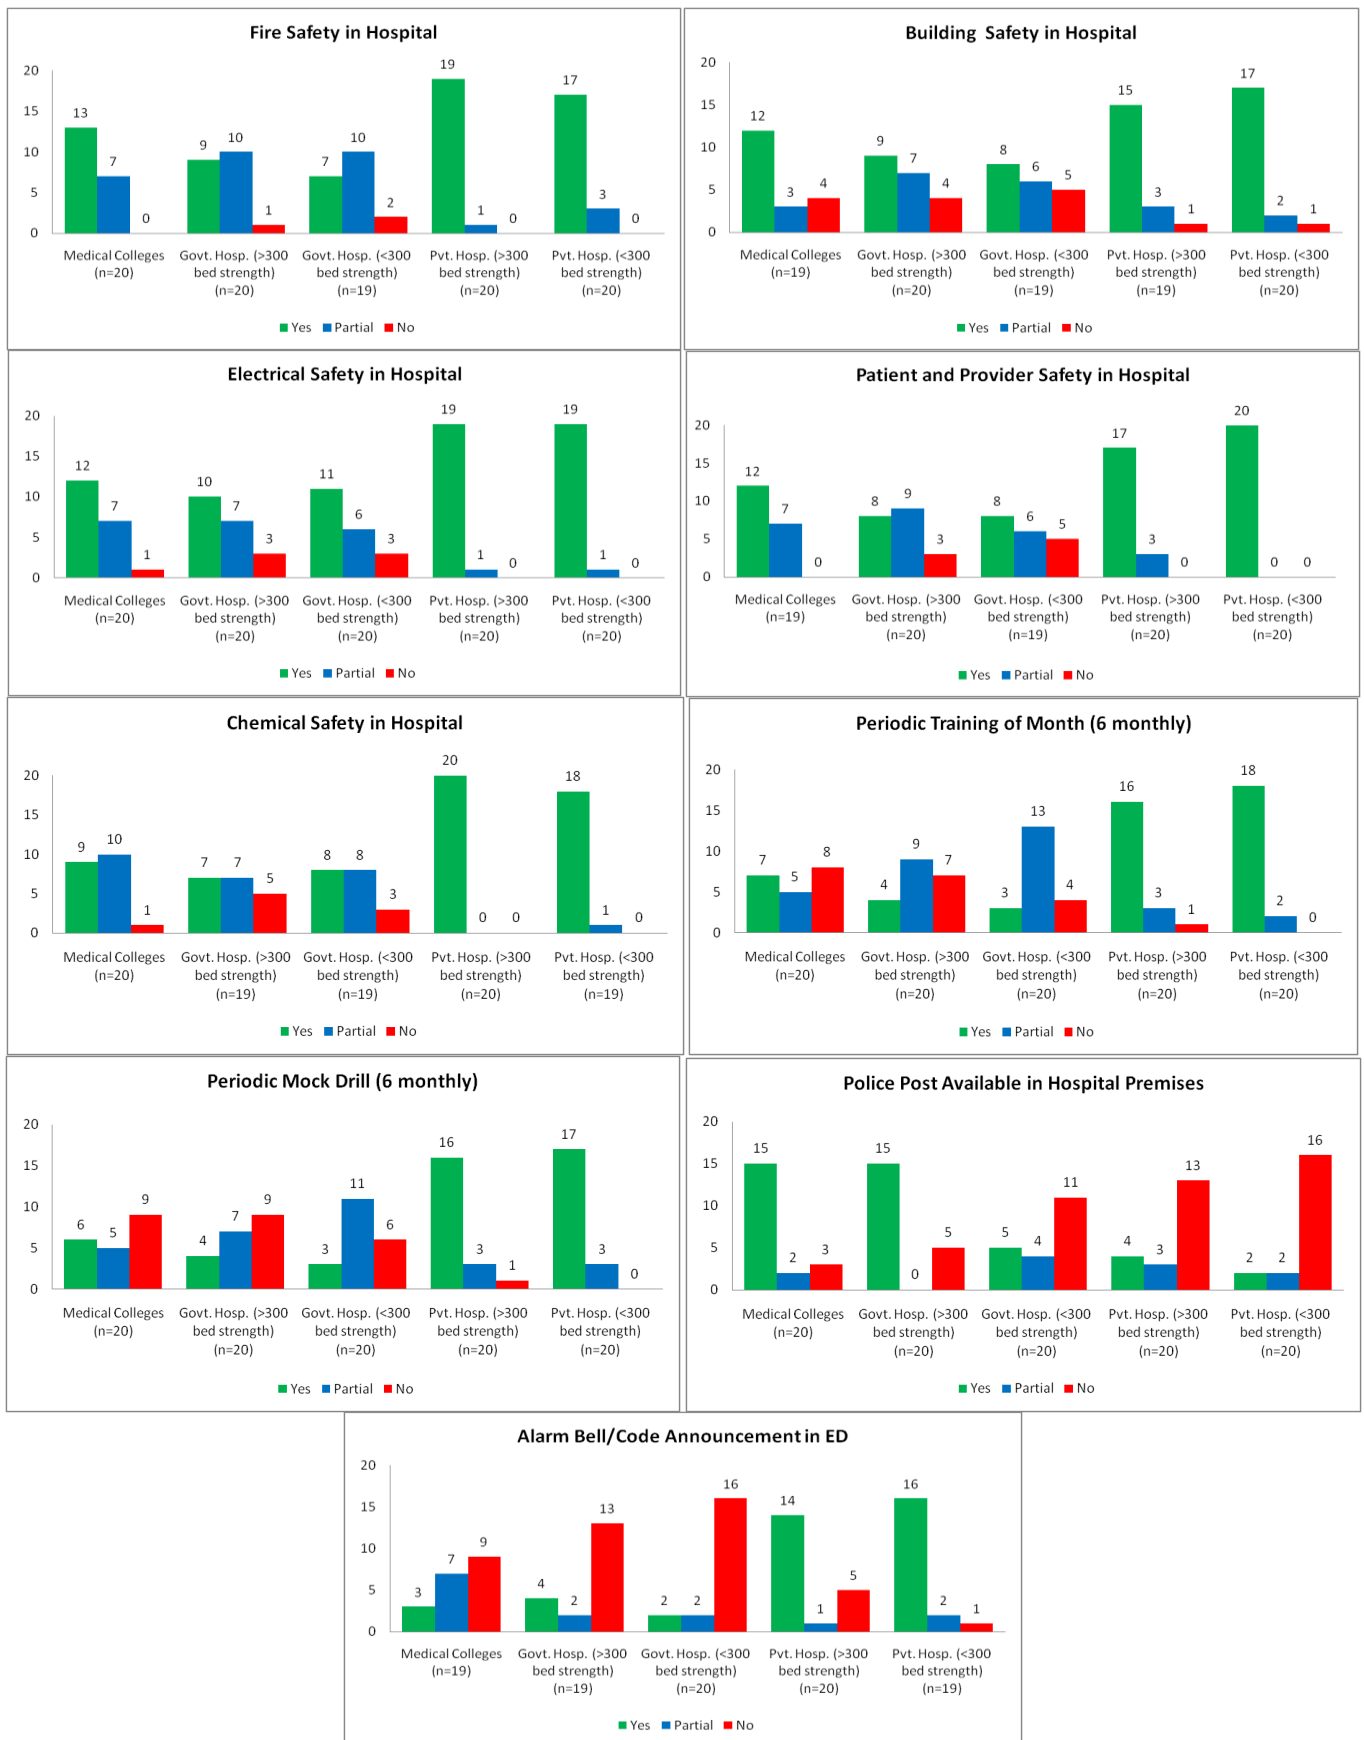 Fire Safety in Hospital
20
15
10
5
0
13
7
0
9
10
1
7
10
2
19
1
0
17
3
0
Medical Colleges
(n=20)
Govt. Hosp. (>300
bed strength)
(n=20)
Govt. Hosp. (<300
bed strength)
(n=19)
Pvt. Hosp. (>300
bed strength)
(n=20)
Pvt. Hosp. (<300
bed strength)
(n=20)
Yes Partial No
Building Safety in Hospital
20
15
10
5
0
12
3
4
9
7
4
8
6
5
15
3
1
17
2
1
Medical Colleges
(n=19)
Govt. Hosp. (>300
bed strength)
(n=20)
Govt. Hosp. (<300
bed strength)
(n=19)
Pvt. Hosp. (>300
bed strength)
(n=19)
Pvt. Hosp. (<300
bed strength)
(n=20)
Yes Partial No
Electrical Safety in Hospital
20
15
10
5
0
12
7
1
10
7
3
11
6
3
19
1
0
19
1
0
Medical Colleges
(n=20)
Govt. Hosp. (>300
bed strength)
(n=20)
Govt. Hosp. (<300
bed strength)
(n=20)
Pvt. Hosp. (>300
bed strength)
(n=20)
Pvt. Hosp. (<300
bed strength)
(n=20)
Yes Partial No
Patient and Provider Safety in Hospital
20
15
10
5
0
12
7
0
8
9
3
8
6
5
17
3
0
20
0
0
Medical Colleges
(n=19)
Govt. Hosp. (>300
bed strength)
(n=20)
Govt. Hosp. (<300
bed strength)
(n=19)
Pvt. Hosp. (>300
bed strength)
(n=20)
Pvt. Hosp. (<300
bed strength)
(n=20)
Yes Partial No
Chemical Safety in Hospital
20
15
10
5
0
9
10
1
7
7
5
8
8
3
20
0
0
18
1
0
Medical Colleges
(n=20)
Govt. Hosp. (>300
bed strength)
(n=19)
Govt. Hosp. (<300
bed strength)
(n=19)
Pvt. Hosp. (>300
bed strength)
(n=20)
Pvt. Hosp. (<300
bed strength)
(n=19)
Yes Partial No
Periodic Training of Month (6 monthly)
20
15
10
5
0
7
5
8
4
9
7
3
13
4
16
3
1
18
2
0
Medical Colleges
(n=20)
Govt. Hosp. (>300
bed strength)
(n=20)
Govt. Hosp. (<300
bed strength)
(n=20)
Pvt. Hosp. (>300
bed strength)
(n=20)
Pvt. Hosp. (<300
bed strength)
(n=20)
Yes Partial No
Periodic Mock Drill (6 monthly)
20
15
10
5
0
6
5
9
4
7
9
3
11
6
16
3
1
17
3
0
Medical Colleges
(n=20)
Govt. Hosp. (>300
bed strength)
(n=20)
Govt. Hosp. (<300
bed strength)
(n=20)
Pvt. Hosp. (>300
bed strength)
(n=20)
Pvt. Hosp. (<300
bed strength)
(n=20)
Yes Partial No
Police Post Available in Hospital Premises
20
15
10
5
0
15
2
3
15
0
5
5
4
11
4
3
13
2
2
16
Medical Colleges
(n=20)
Govt. Hosp. (>300
bed strength)
(n=20)
Govt. Hosp. (<300
bed strength)
(n=20)
Pvt. Hosp. (>300
bed strength)
(n=20)
Pvt. Hosp. (<300
bed strength)
(n=20)
Yes Partial No
Alarm Bell/Code Announcement in ED
20
15
10
5
0
3
7
9
4
2
13
2
2
16
14
1
5
16
2
1
Medical Colleges
(n=19)
Govt. Hosp. (>300
bed strength)
(n=19)
Govt. Hosp. (<300
bed strength)
(n=20)
Pvt. Hosp. (>300
bed strength)
(n=20)
Pvt. Hosp. (<300
bed strength)
(n=19)
Yes Partial No